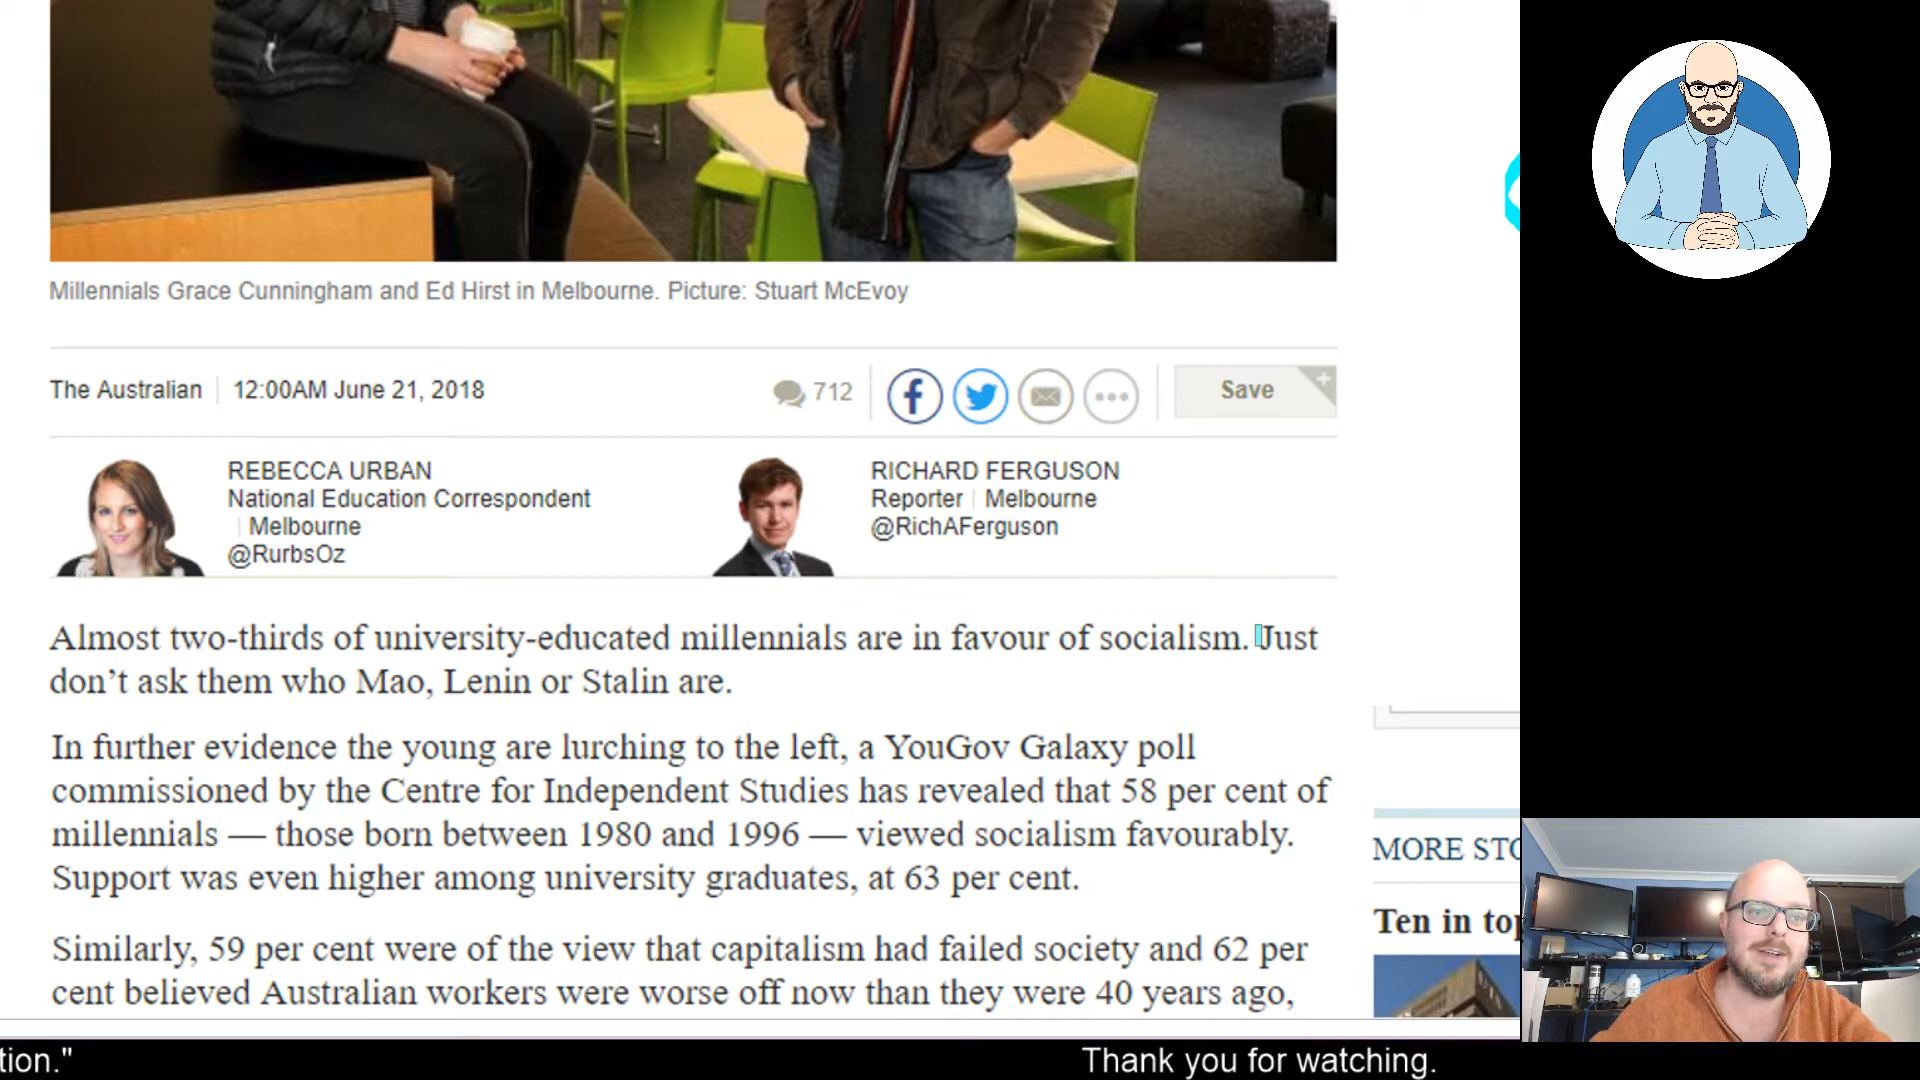 Millennials Grace Cunningham and Ed Hirst in Melbourne. Picture: Stuart McEvoy
The Australian 12:00AM June 21, 2018
712
Save
REBECCA URBAN
National Education Correspondent
Melbourne
@RurbsOz
RICHARD FERGUSON
Reporter Melbourne
@RichAFerguson
Almost two-thirds of university-educated millennials are in favour of socialism. Just
don’t ask them who Mao, Lenin or Stalin are.
In further evidence the young are lurching to the left, a YouGov Galaxy poll
commissioned by the Centre for Independent Studies has revealed that 58 per cent of
millennials — those born between 1980 and 1996 — viewed socialism favourably.
Support was even higher among university graduates, at 63 per cent.
Similarly, 59 per cent were of the view that capitalism had failed society and 62 per
cent believed Australian workers were worse off now than they were 40 years ago,
MORE STO
Ten in top
tion." Thank you for watching.